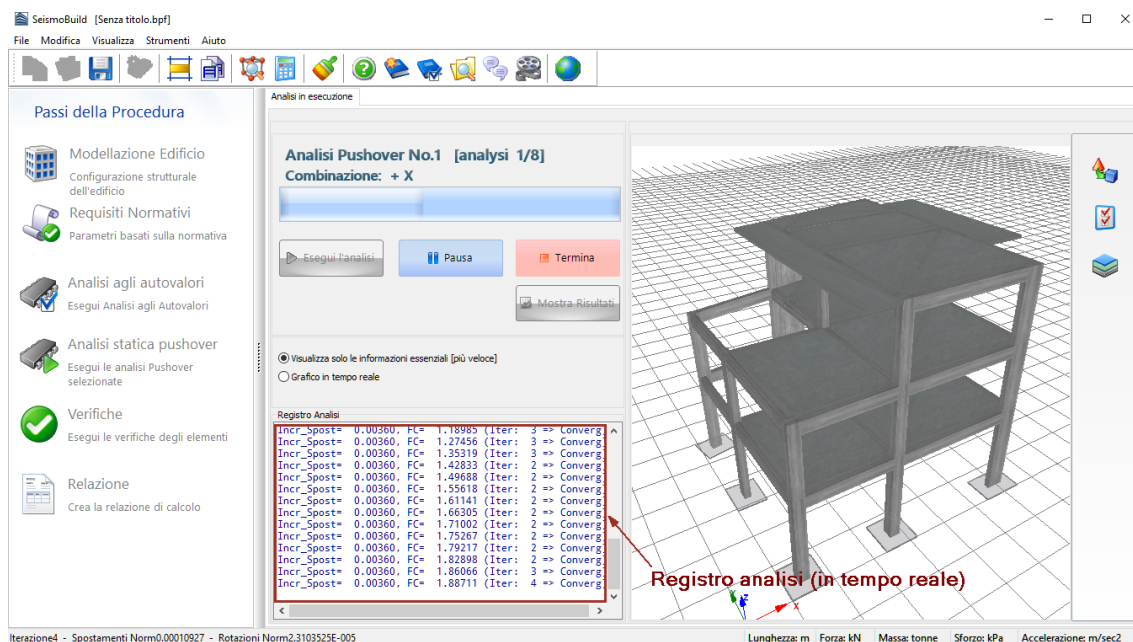 SeismoBuild [Senza titolo.bpf]
File Modifica Visualizza Strumenti Aiuto
Passi della Procedura
Modellazione Edificio
Configurazione strutturale
dell'edificio
Requisiti Normativi
Parametri basati sulla normativa
Analisi agli autovalori
Esegui Analisi agli Autovalori
Analisi statica pushover
Esegui le analisi Pushover
selezionate
Verifiche
Esegui le verifiche degli elementi
Relazione
Crea la relazione di calcolo
Analisi in esecuzione
Analisi Pushover No.1 [analysi 1/8]
Combinazione: + X
Esegui l'analisi
Pausa
Termina
Mostra Risultati
Visualizza solo le informazioni essenziali [più veloce]
Grafico in tempo reale
Registro Analisi
Incr_Spost= 0.00360, FC= 1.18985 (Iter: 3 => Converg
Incr_Spost= 0.00360, FC= 1.27456 (Iter: 3 => Converg
Incr_Spost= 0.00360, FC= 1.35319 (Iter: 3 => Converg
Incr_Spost= 0.00360, FC= 1.42833 (Iter: 2 => Converg
Incr_Spost= 0.00360, FC= 1.49688 (Iter: 2 => Converg
Incr_Spost= 0.00360, FC= 1.55618 (Iter: 2 => Converg
Incr_Spost= 0.00360, FC= 1.61141 (Iter: 2 => Converg
Incr_Spost= 0.00360, FC= 1.66305 (Iter: 2 => Converg
Incr_Spost= 0.00360, FC= 1.71002 (Iter: 2 => Converg
Incr_Spost= 0.00360, FC= 1.75267 (Iter: 2 => Converg
Incr_Spost= 0.00360, FC= 1.79217 (Iter: 2 => Converg
Incr_Spost= 0.00360, FC= 1.82898 (Iter: 2 => Converg
Incr_Spost= 0.00360, FC= 1.86066 (Iter: 3 => Converg
Incr_Spost= 0.00360, FC= 1.88711 (Iter: 4 => Converg
Registro analisi (in tempo reale)
Y Z X
Iterazione4 - Spostamenti Norm0.00010927 - Rotazioni Norm2.3103525E-005
Lunghezza: m Forza: kN Massa: tonne Sforzo: kPa Accelerazione: m/sec2